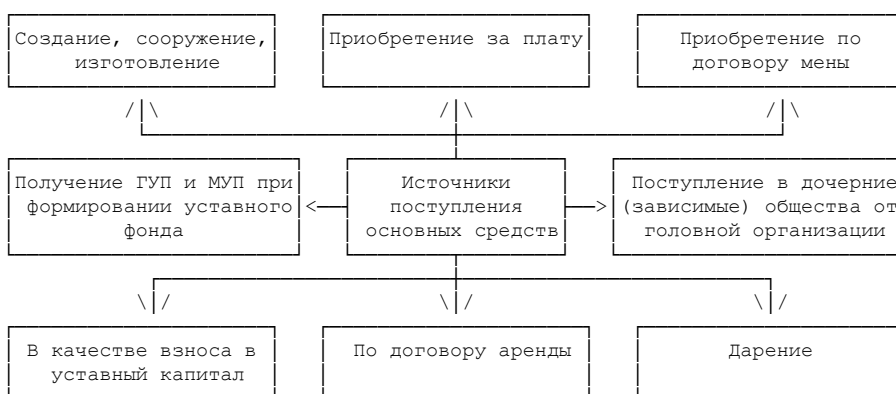 Создание, сооружение,
изготовление
Приобретение за плату
Приобретение по
договору мены
Получение ГУП и МУП при
формировании уставного
фонда
Источники
поступления
основных средств
Поступление в дочерние
(зависимые) общества от
головной организации
В качестве взноса в
уставный капитал
По договору аренды
Дарение